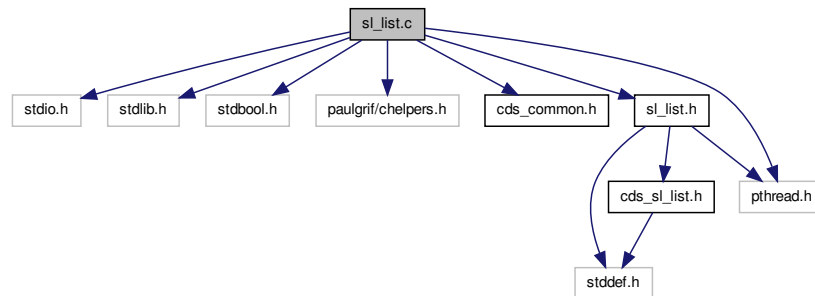 sl_list.c
stdio.h
stdlib.h
stdbool.h
paulgrif/chelpers.h
cds_common.h
sl_list.h
cds_sl_list.h
pthread.h
stddef.h